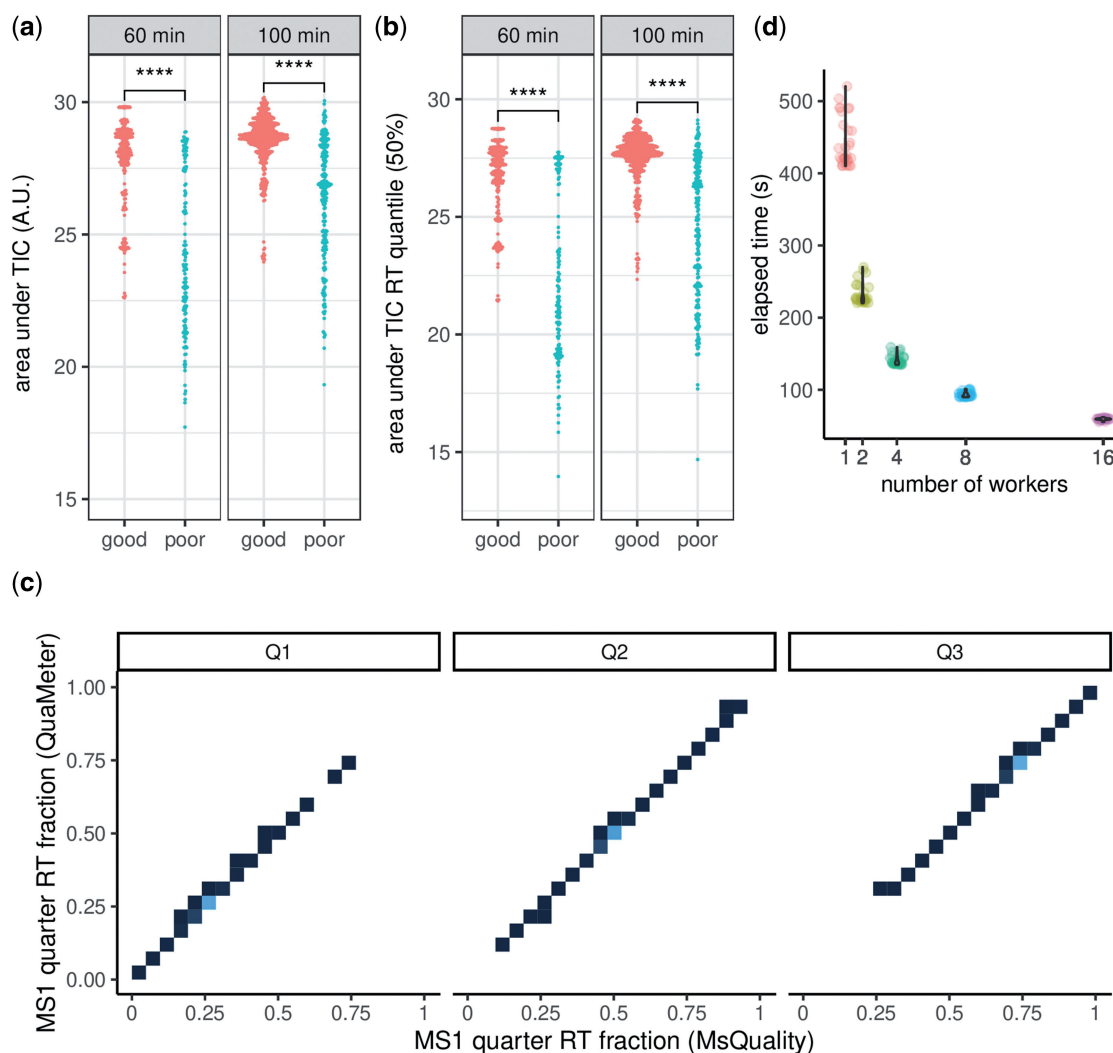 (a)
60 min
100 min
****
****
area under TIC (A.U.)
30
25
20
15
good
poor
good
poor
(b)
60 min
100 min
****
****
area under TIC RT quantile (50%)
30
25
20
15
good
poor
good
poor
(d)
elapsed time (s)
500
400
300
200
100
1
2
4
8
16
number of workers
(c)
Q1
Q2
Q3
MS1 quarter RT fraction (QuaMeter)
1.00
0.75
0.50
0.25
0.00
0
0.25
0.5
0.75
1
0
0.25
0.5
0.75
1
0
0.25
0.5
0.75
1
MS1 quarter RT fraction (MsQuality)